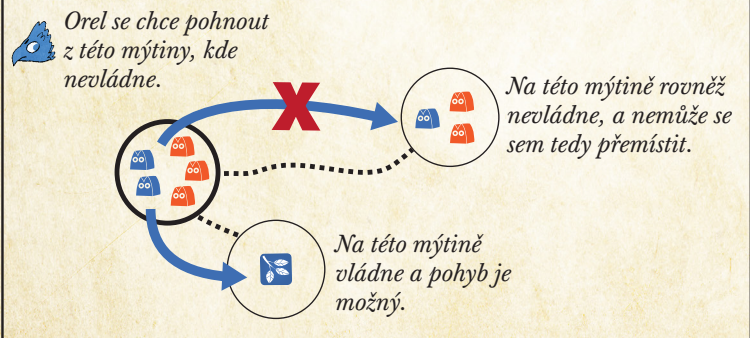 Orel se chce pohnout
z této mýtiny, kde
nevládne.
Na této mýtině rovněž
nevládne, a nemůže se
sem tedy přemístit.
Na této mýtině
vládne a pohyb je
možný.